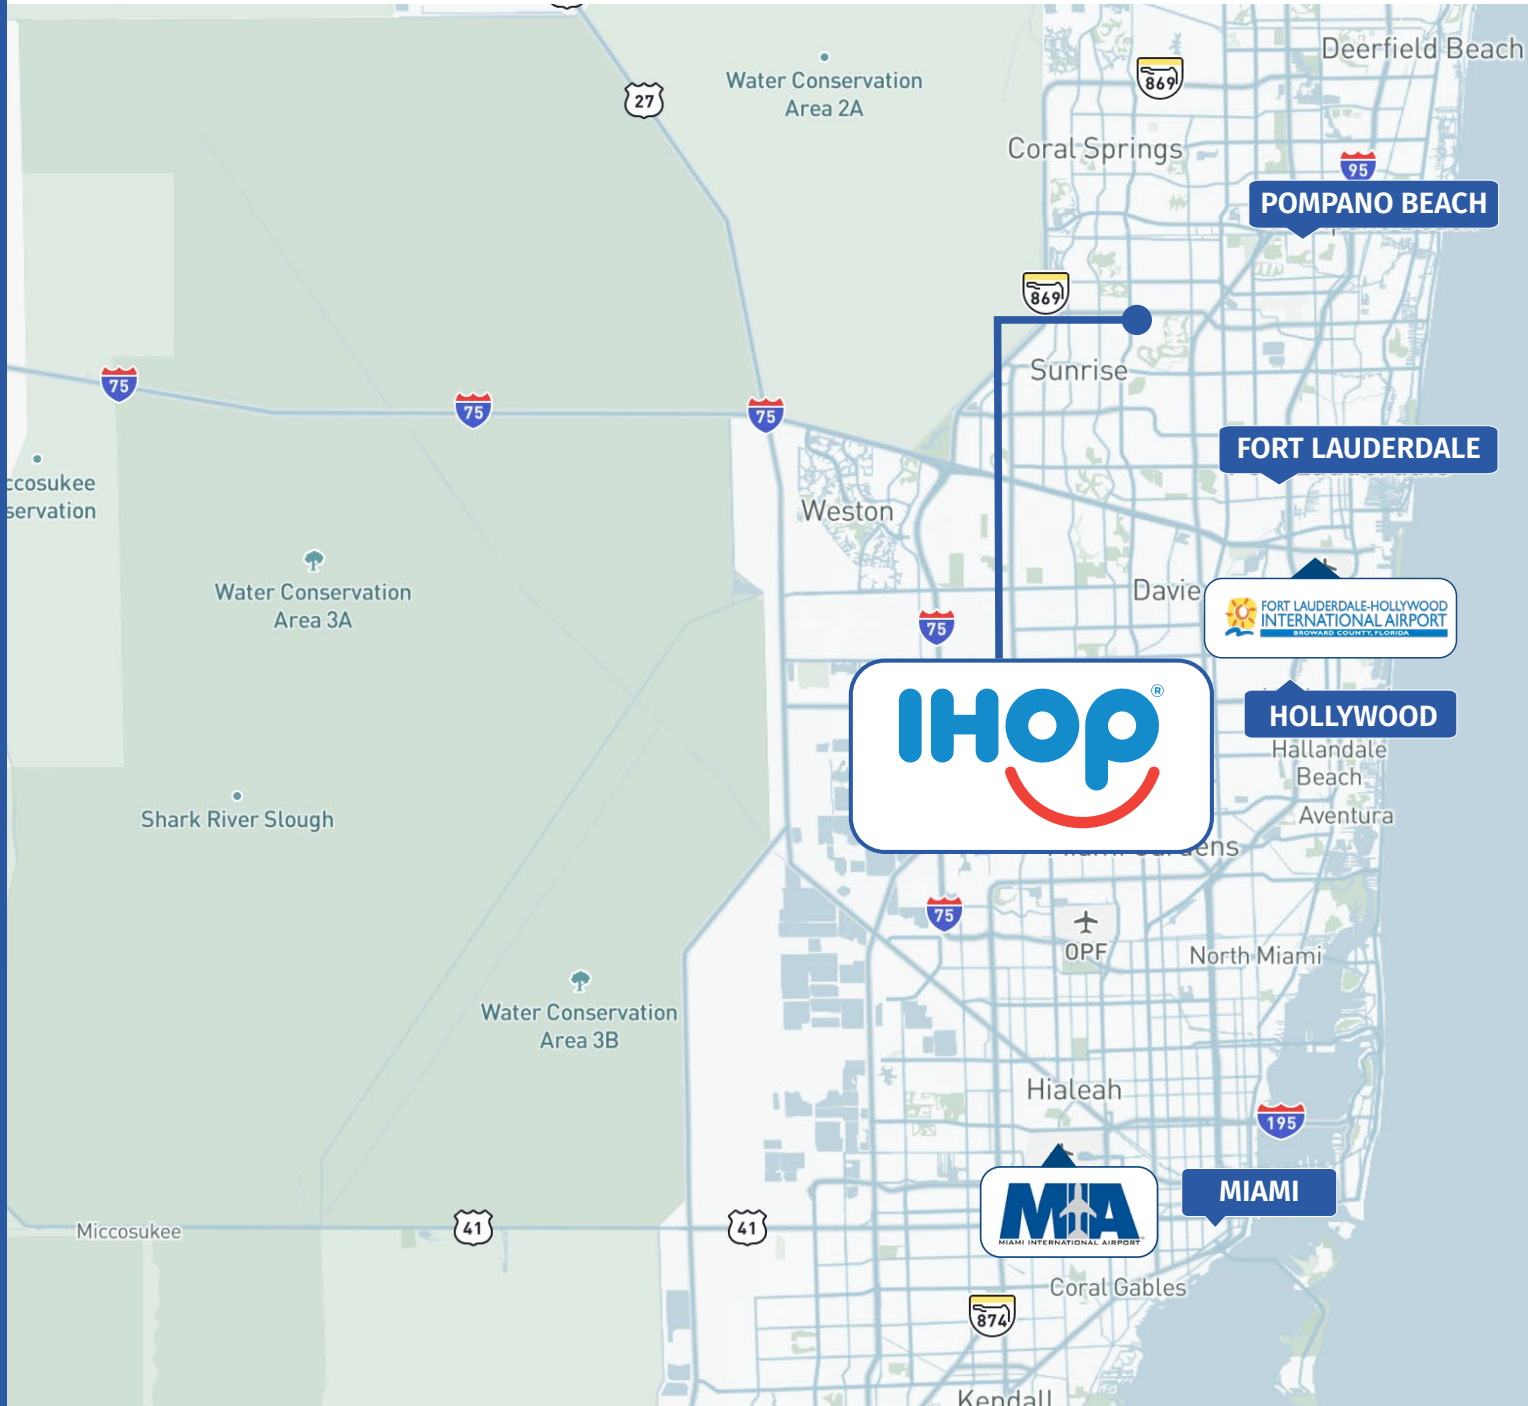 Deerfield Beach
869
Water Conservation
Area 2A
27
Coral Springs
95
POMPANO BEACH
869
Sunrise
75
75
75
FORT LAUDERDALE
ccosukee
servation
Weston
Water Conservation
Area 3A
Davie
FORT LAUDERDALE-HOLLYWOOD
INTERNATIONAL AIRPORT
BROWARD COUNTY, FLORIDA
75
IHOP®
HOLLYWOOD
Hallandale
Beach
Shark River Slough
Aventura
Miami Gardens
75
OPF
North Miami
Water Conservation
Area 3B
Hialeah
195
MIA
MIAMI INTERNATIONAL AIRPORT
MIAMI
Miccosukee
41
41
Coral Gables
874
Kendall